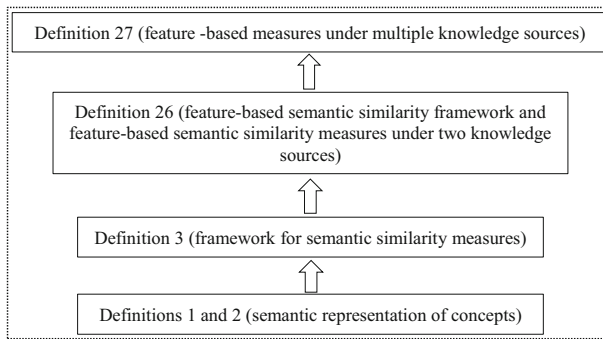 Definition 27 (feature -based measures under multiple knowledge sources)
Definition 26 (feature-based semantic similarity framework and
feature-based semantic similarity measures under two knowledge
sources)
Definition 3 (framework for semantic similarity measures)
Definitions 1 and 2 (semantic representation of concepts)